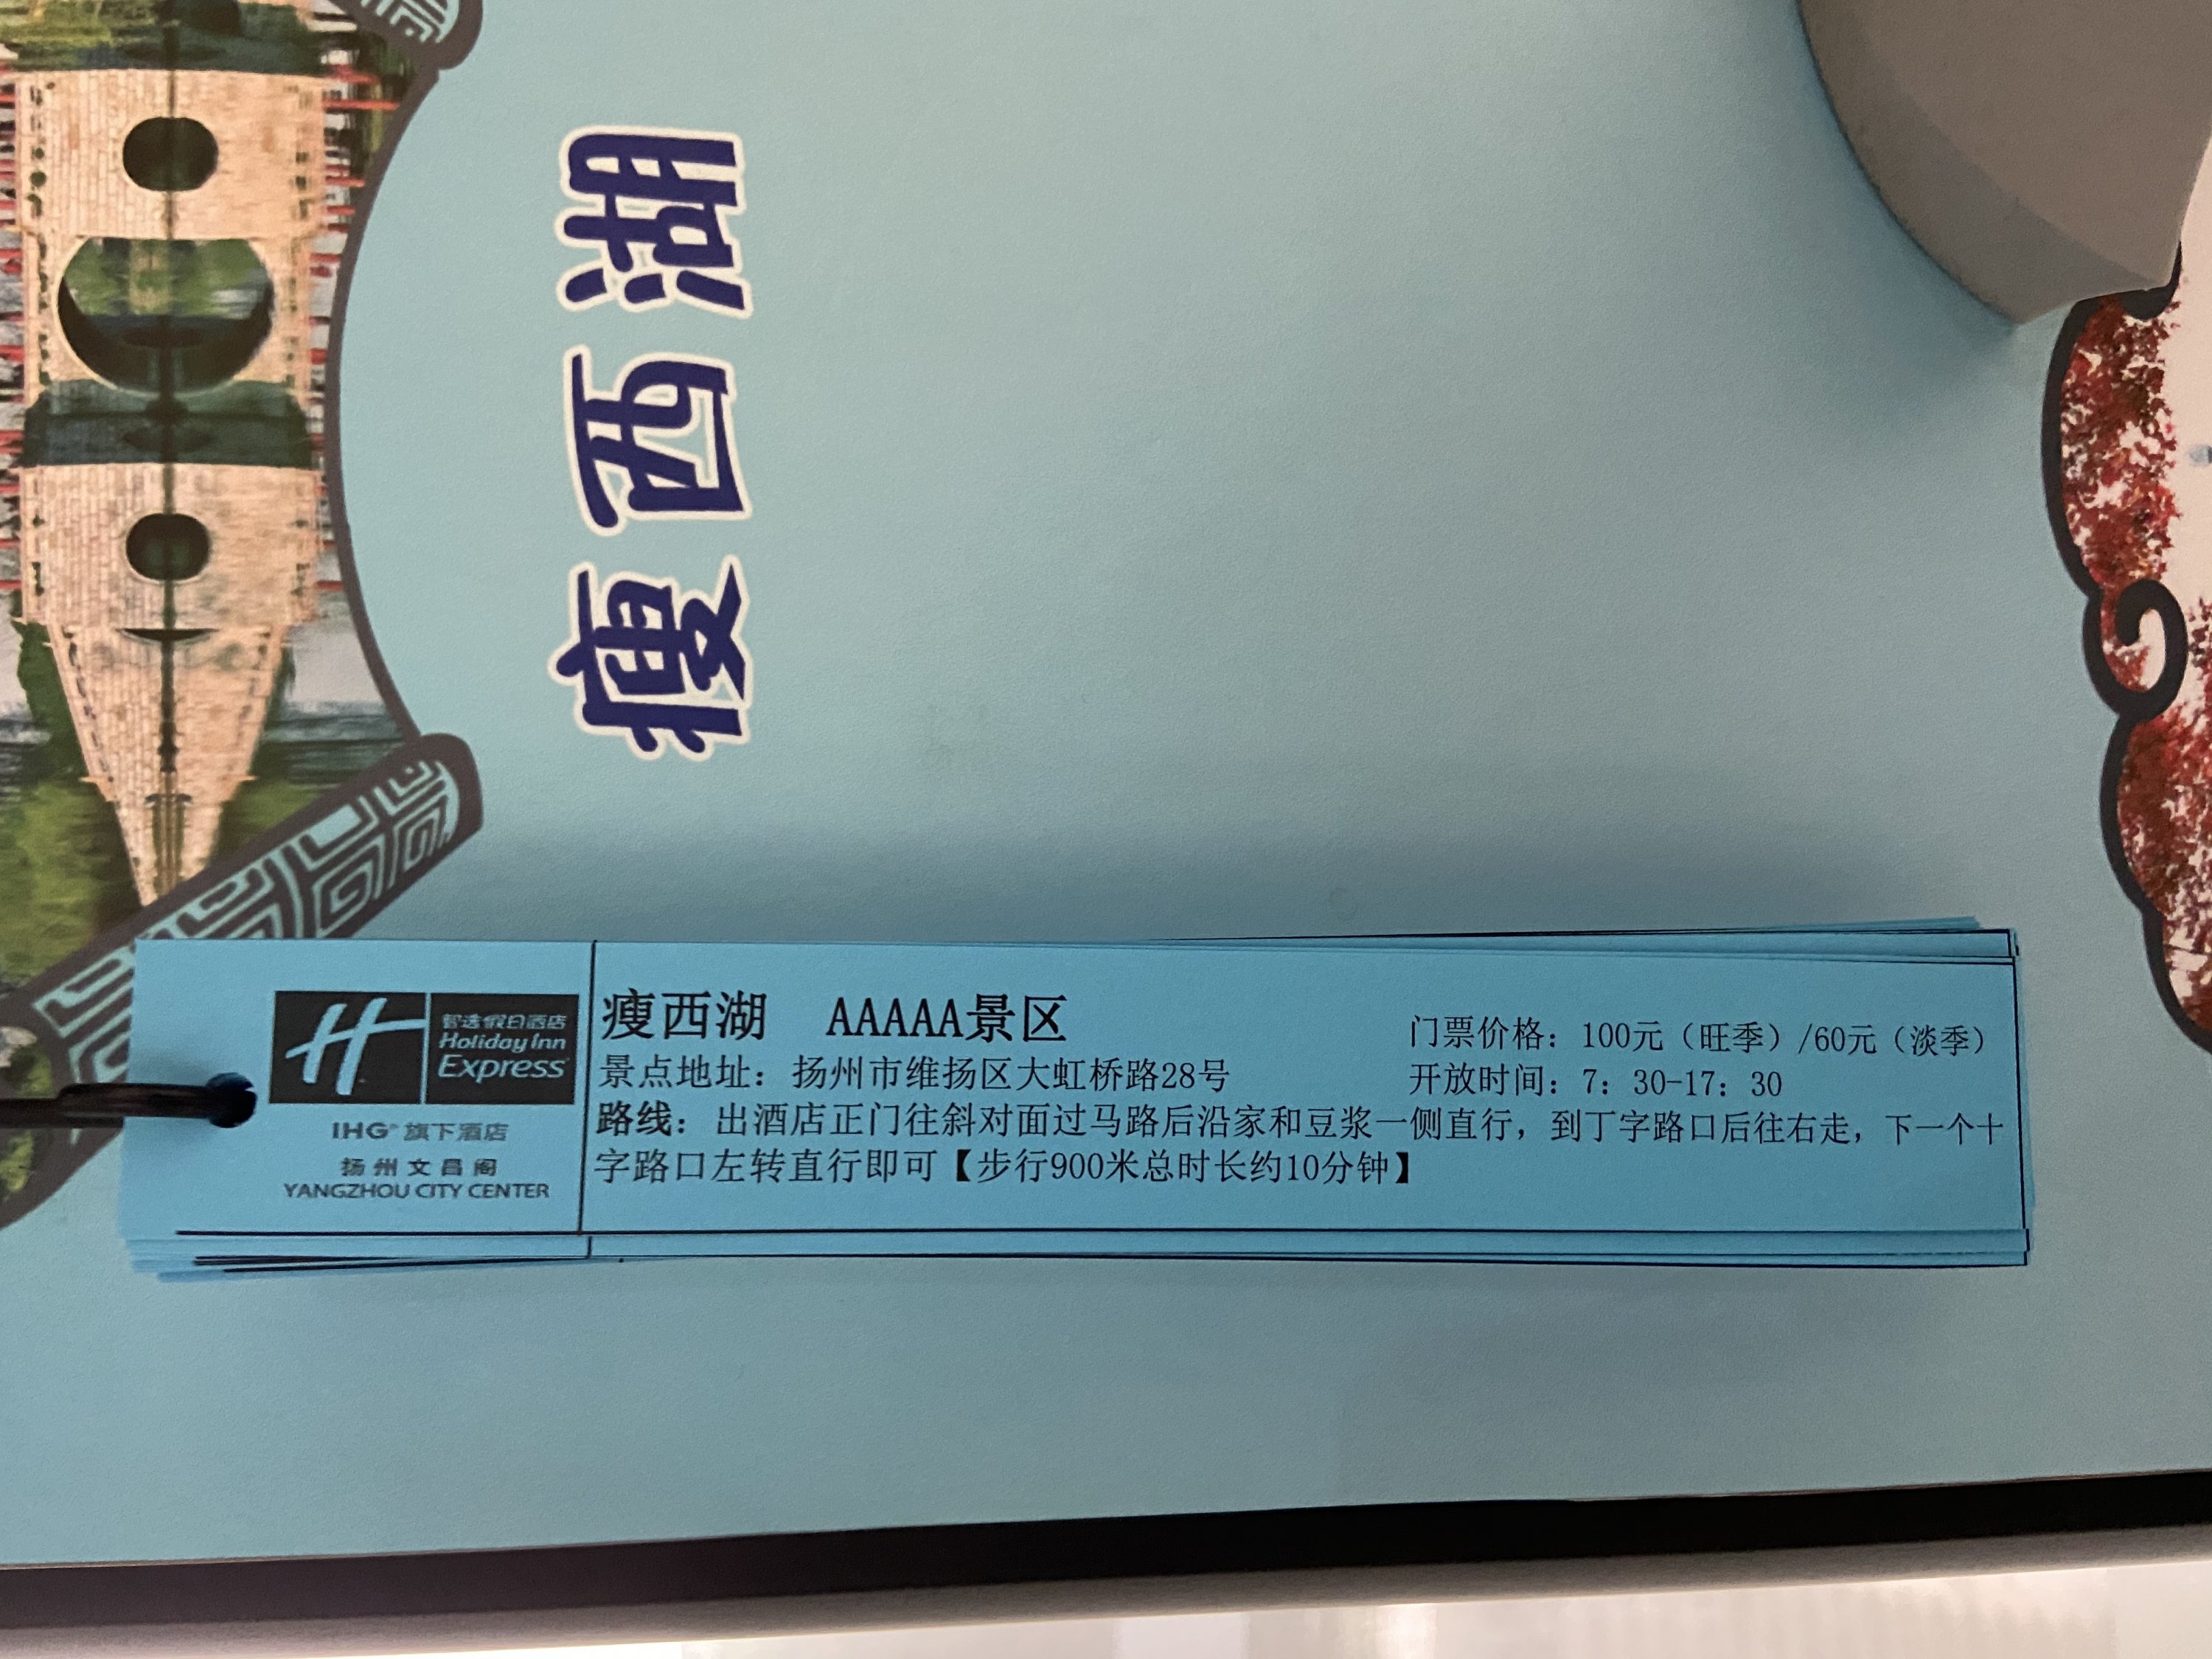 瘦西湖
智选假日酒店
Holiday Inn
Express
IHG® 旗下酒店
扬州文昌阁
YANGZHOU CITY CENTER
瘦西湖 AAAAA景区
景点地址：扬州市维扬区大虹桥路28号
门票价格：100元（旺季）/60元（淡季）
开放时间：7：30-17：30
路线：出酒店正门往斜对面过马路后沿家和豆浆一侧直行，到丁字路口后往右走，下一个十
字路口左转直行即可【步行900米总时长约10分钟】